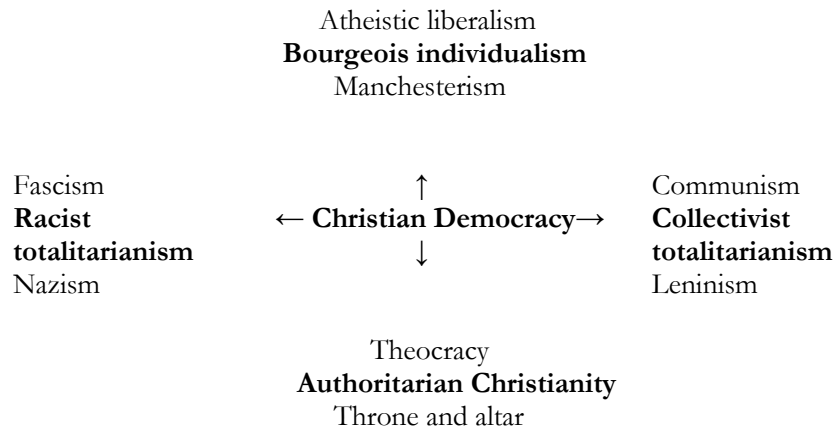 Atheistic liberalism
Bourgeois individualism
Manchesterism
Fascism
Racist
totalitarianism
Nazism
↑
← Christian Democracy→
↓
Communism
Collectivist
totalitarianism
Leninism
Theocracy
Authoritarian Christianity
Throne and altar